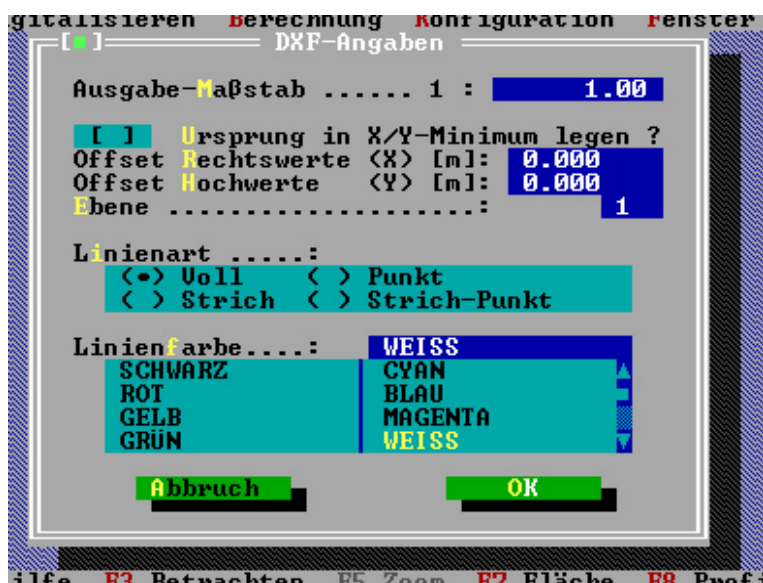 gitalisieren Berechnung Konfiguration Fenster
[■] DXF-Angaben
Ausgabe-Maßstab ...... 1 : 1.00
[ ] Ursprung in X/Y-Minimum legen ?
Offset Rechtswerte (X) [m]: 0.000
Offset Hochwerte (Y) [m]: 0.000
Ebene ....................: 1
Linienart .....:
(•) Voll ( ) Punkt
( ) Strich ( ) Strich-Punkt
Linienfarbe....: WEISS
SCHWARZ CYAN
ROT BLAU
GELB MAGENTA
GRÜN WEISS
Abbruch OK
ilfe F3 Betrachten F5 Zoom F7 Fläche F8 Profi